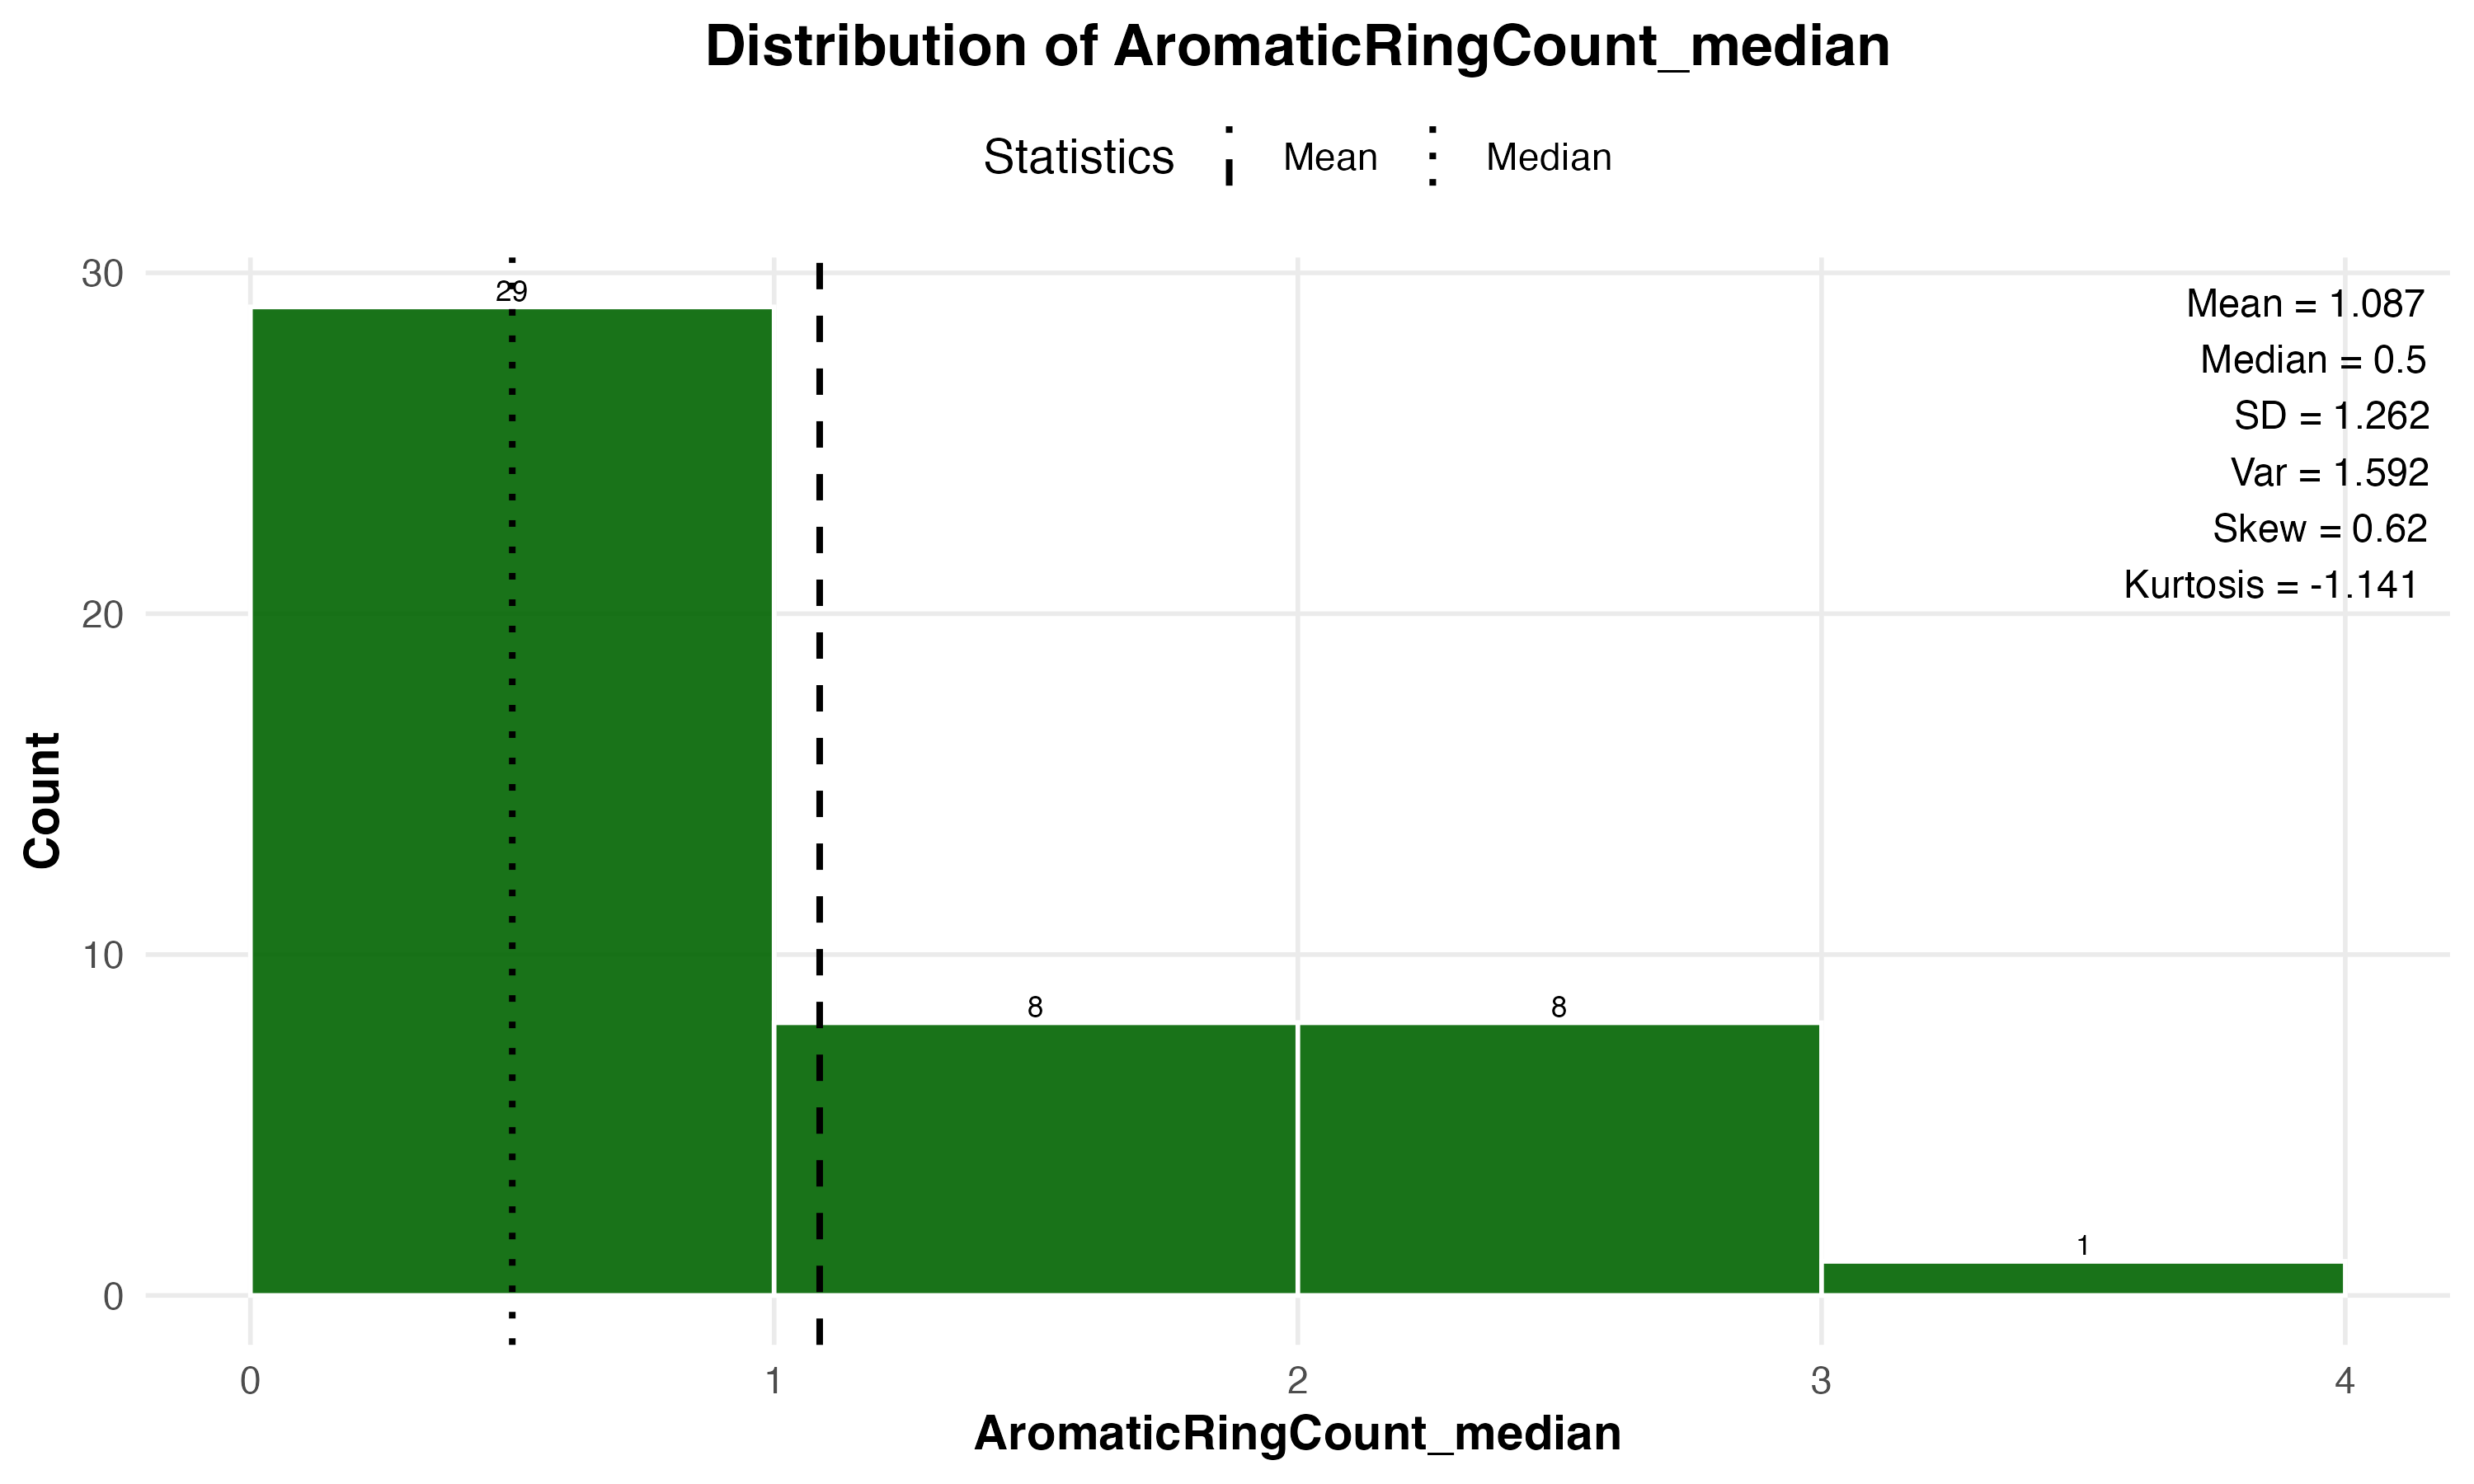 Distribution of AromaticRingCount_median
Statistics Mean Median
30
20
10
0
Count
29
8
8
1
Mean = 1.087
Median = 0.5
SD = 1.262
Var = 1.592
Skew = 0.62
Kurtosis = -1.141
0 1 2 3 4
AromaticRingCount_median